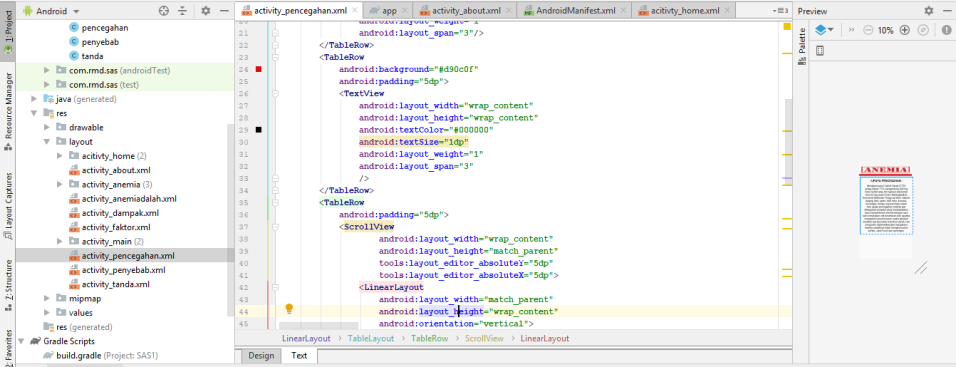 Android
activity_pencegahan.xml
app
activity_about.xml
AndroidManifest.xml
acitivty_home.xml
Preview
1: Project
Resource Manager
Layout Captures
Z: Structure
2: Favorites
pencegahan
penyebab
tanda
com.rmd.sas (androidTest)
com.rmd.sas (test)
java (generated)
res
drawable
layout
acitivty_home (2)
activity_about.xml
activity_anemia (3)
activity_anemiadalah.xml
activity_dampak.xml
activity_faktor.xml
activity_main (2)
activity_pencegahan.xml
activity_penyebab.xml
activity_tanda.xml
mipmap
values
res (generated)
Gradle Scripts
build.gradle (Project: SAS1)
20 android:layout_weight="1"
21 android:layout_span="3"/>
22 </TableRow>
23 <TableRow
24 android:background="#d90c0f"
25 android:padding="5dp">
26 <TextView
27 android:layout_width="wrap_content"
28 android:layout_height="wrap_content"
29 android:textColor="#000000"
30 android:textSize="1dp"
31 android:layout_weight="1"
32 android:layout_span="3"
33 />
34 </TableRow>
35 <TableRow
36 android:padding="5dp">
37 <ScrollView
38 android:layout_width="wrap_content"
39 android:layout_height="match_parent"
40 tools:layout_editor_absoluteY="5dp"
41 tools:layout_editor_absoluteX="5dp">
42 <LinearLayout
43 android:layout_width="match_parent"
44 android:layout_height="wrap_content"
45 android:orientation="vertical">
LinearLayout > TableLayout > TableRow > ScrollView > LinearLayout
Design
Text
Palette
10%
ANEMIA